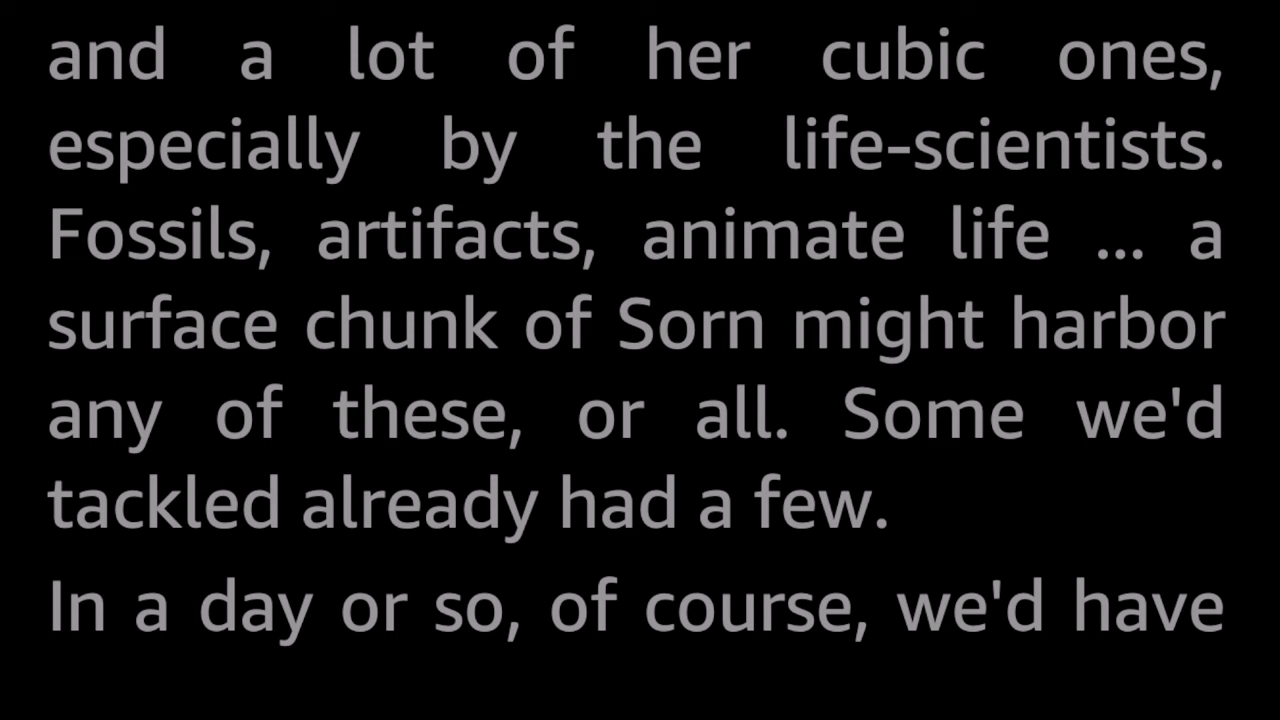 and a lot of her cubic ones,
especially by the life-scientists.
Fossils, artifacts, animate life ... a
surface chunk of Sorn might harbor
any of these, or all. Some we'd
tackled already had a few.
In a day or so, of course, we'd have